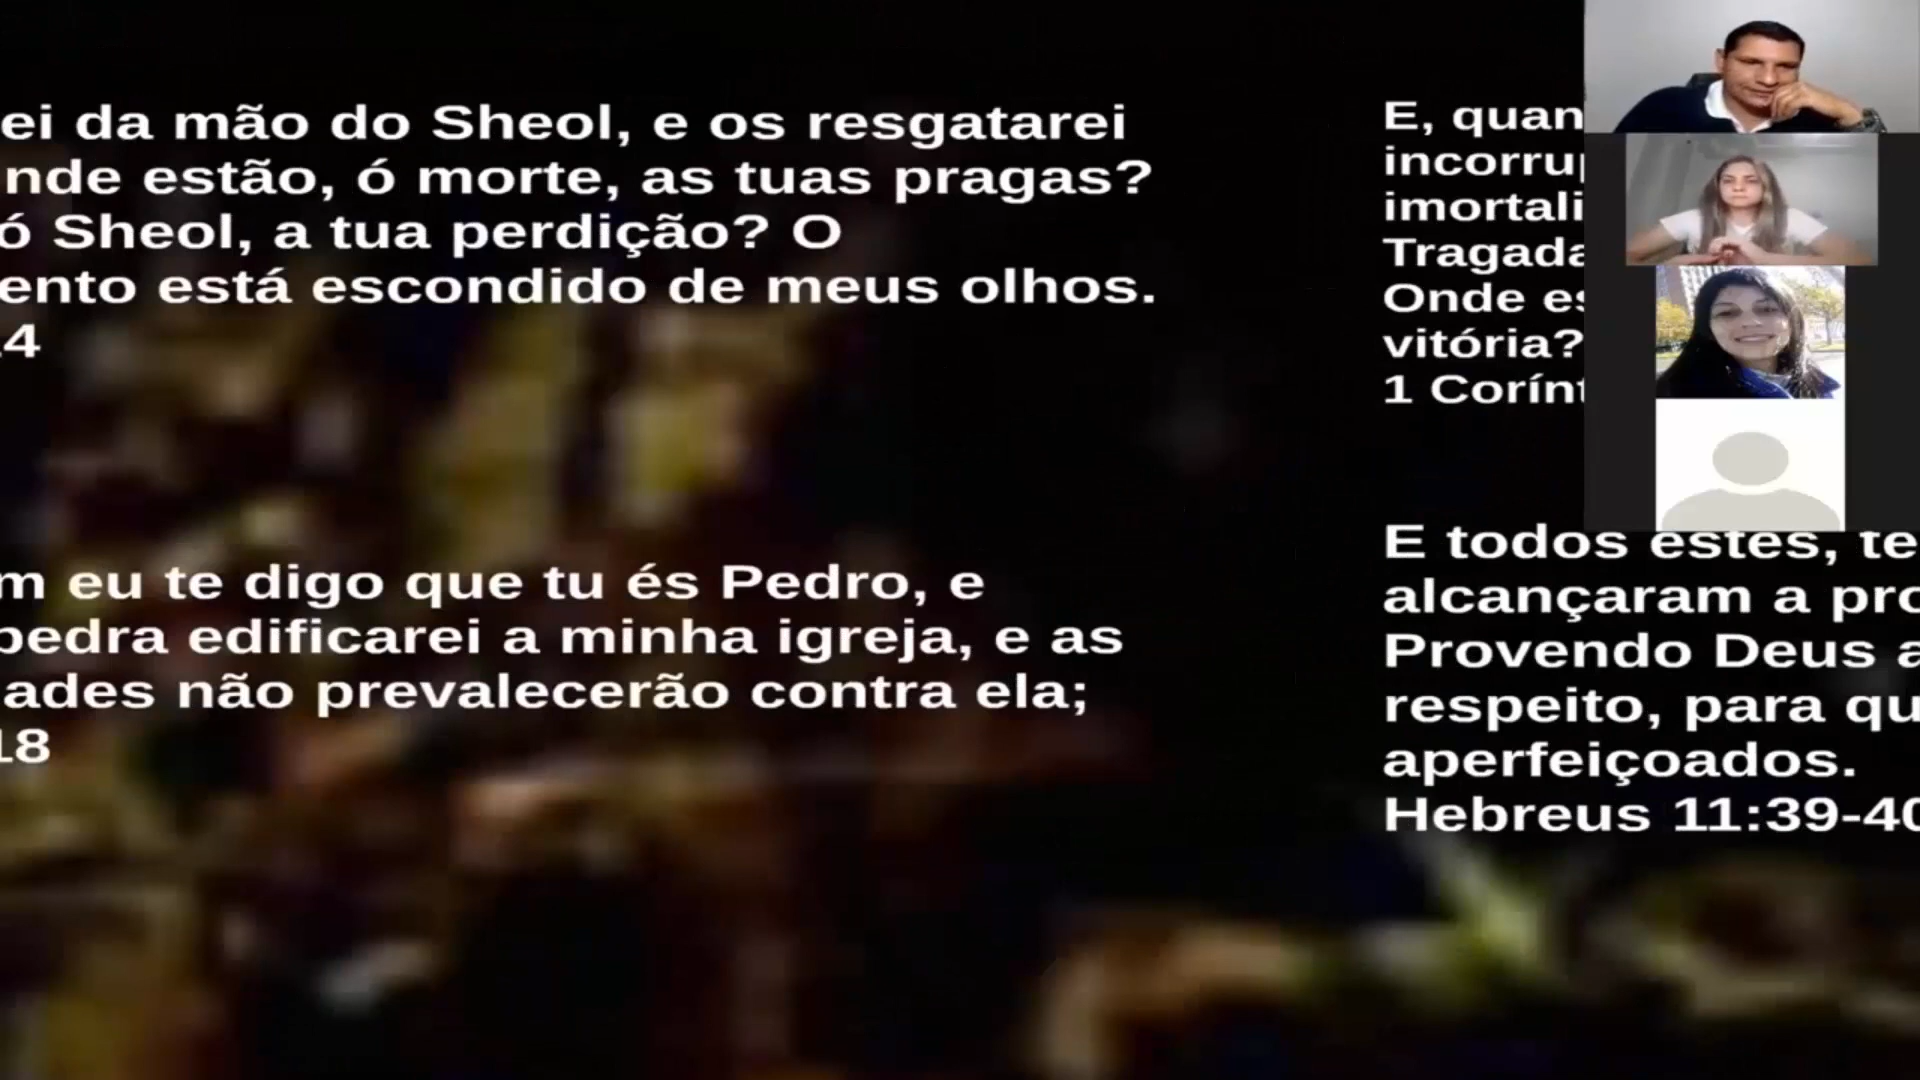 ei da mão do Sheol, e os resgatarei
nde estão, ó morte, as tuas pragas?
ó Sheol, a tua perdição? O
ento está escondido de meus olhos.
.4
m eu te digo que tu és Pedro, e
pedra edificarei a minha igreja, e as
ades não prevalecerão contra ela;
18
E, quan
incorru
imortali
Tragada
Onde es
vitória?
1 Corínt
E todos estes, te
alcançaram a pro
Provendo Deus a
respeito, para qu
aperfeiçoados.
Hebreus 11:39-40